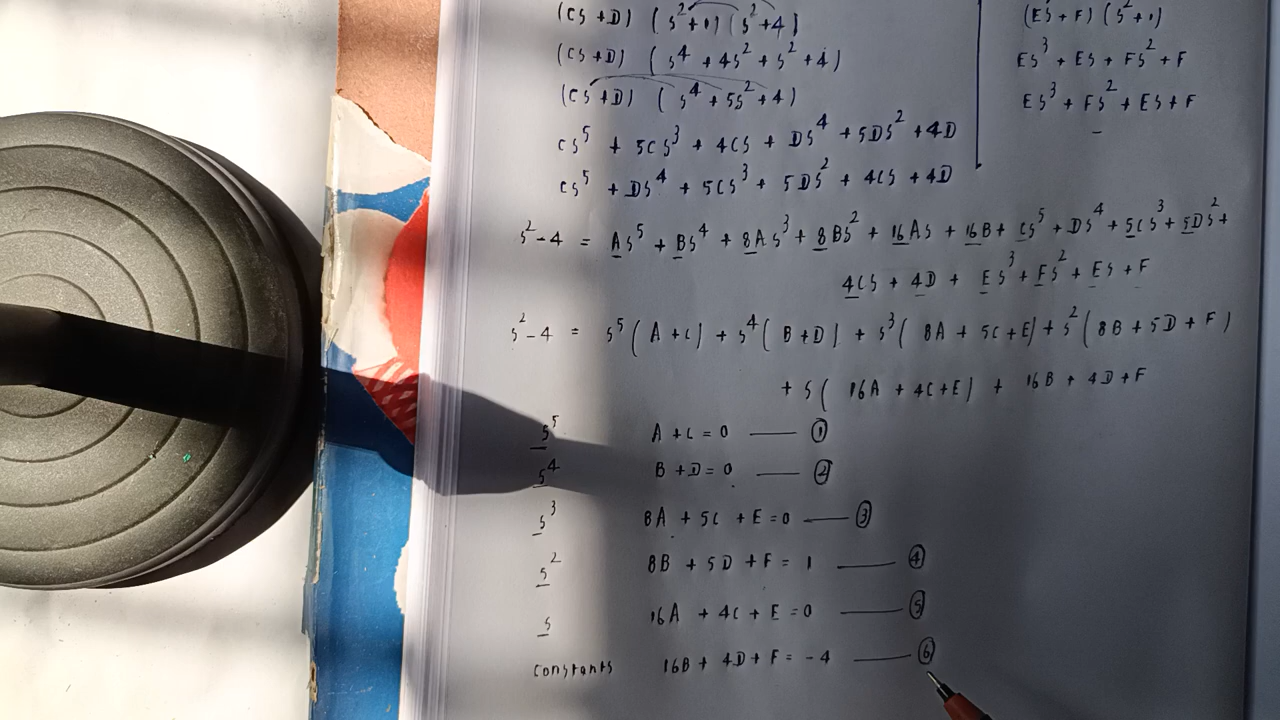 (Cs + D) (s² + 1) (s² + 4)
(Cs + D) (s⁴ + 4s² + s² + 4)
(Cs + D) (s⁴ + 5s² + 4)
Cs⁵ + 5Cs³ + 4Cs + Ds⁴ + 5Ds² + 4D
Cs⁵ + Ds⁴ + 5Cs³ + 5Ds² + 4Cs + 4D
(Es + F) (s² + 1)
Es³ + Es + Fs² + F
Es³ + Fs² + Es + F
s² - 4 = As⁵ + Bs⁴ + 8As³ + 8Bs² + 16As + 16B + Cs⁵ + Ds⁴ + 5Cs³ + 5Ds² +
4Cs + 4D + Es³ + Fs² + Es + F
s² - 4 = s⁵ (A + C) + s⁴ (B + D) + s³ (8A + 5C + E) + s² (8B + 5D + F)
+ s (16A + 4C + E) + 16B + 4D + F
s⁵ A + C = 0 —— ①
s⁴ B + D = 0 —— ②
s³ 8A + 5C + E = 0 —— ③
s² 8B + 5D + F = 1 —— ④
s 16A + 4C + E = 0 —— ⑤
constants 16B + 4D + F = -4 —— ⑥